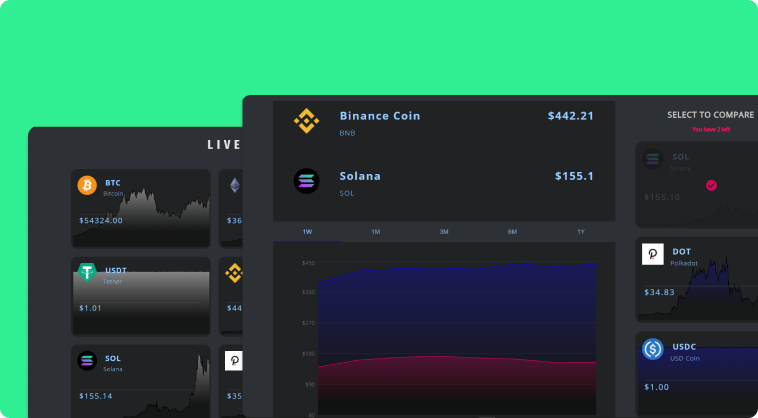 LIVE
BTC
Bitcoin
$54324.00
$36
USDT
Tether
$1.01
$44
SOL
Solana
$155.14
$35
Binance Coin
BNB
$442.21
Solana
SOL
$155.1
1W 1M 3M 6M 1Y
$450
$360
$270
$180
$90
$0
SELECT TO COMPARE
You have 2 left
SOL
Solana
$155.10
DOT
Polkadot
$34.83
USDC
USD Coin
$1.00